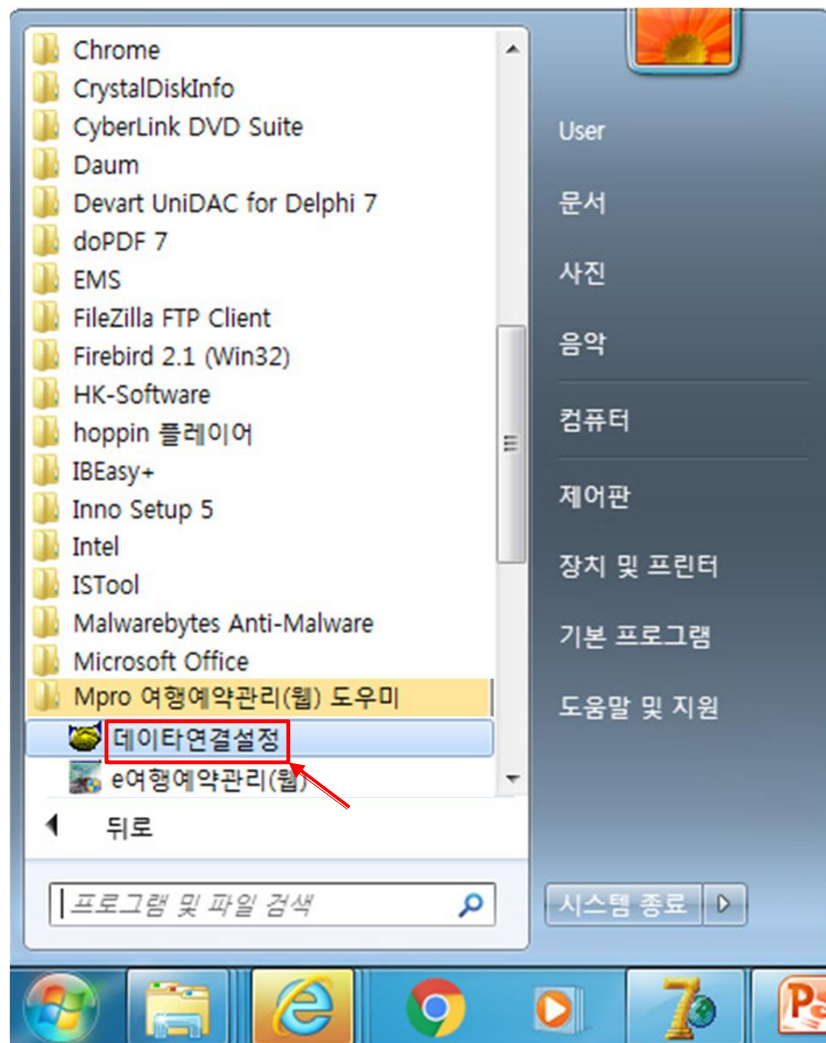 Chrome
CrystalDiskInfo
CyberLink DVD Suite
Daum
Devart UniDAC for Delphi 7
doPDF 7
EMS
FileZilla FTP Client
Firebird 2.1 (Win32)
HK-Software
hoppin 플레이어
IBEasy+
Inno Setup 5
Intel
ISTool
Malwarebytes Anti-Malware
Microsoft Office
Mpro 여행예약관리(웹) 도우미
데이타연결설정
e여행예약관리(웹)
뒤로
프로그램 및 파일 검색
User
문서
사진
음악
컴퓨터
제어판
장치 및 프린터
기본 프로그램
도움말 및 지원
시스템 종료